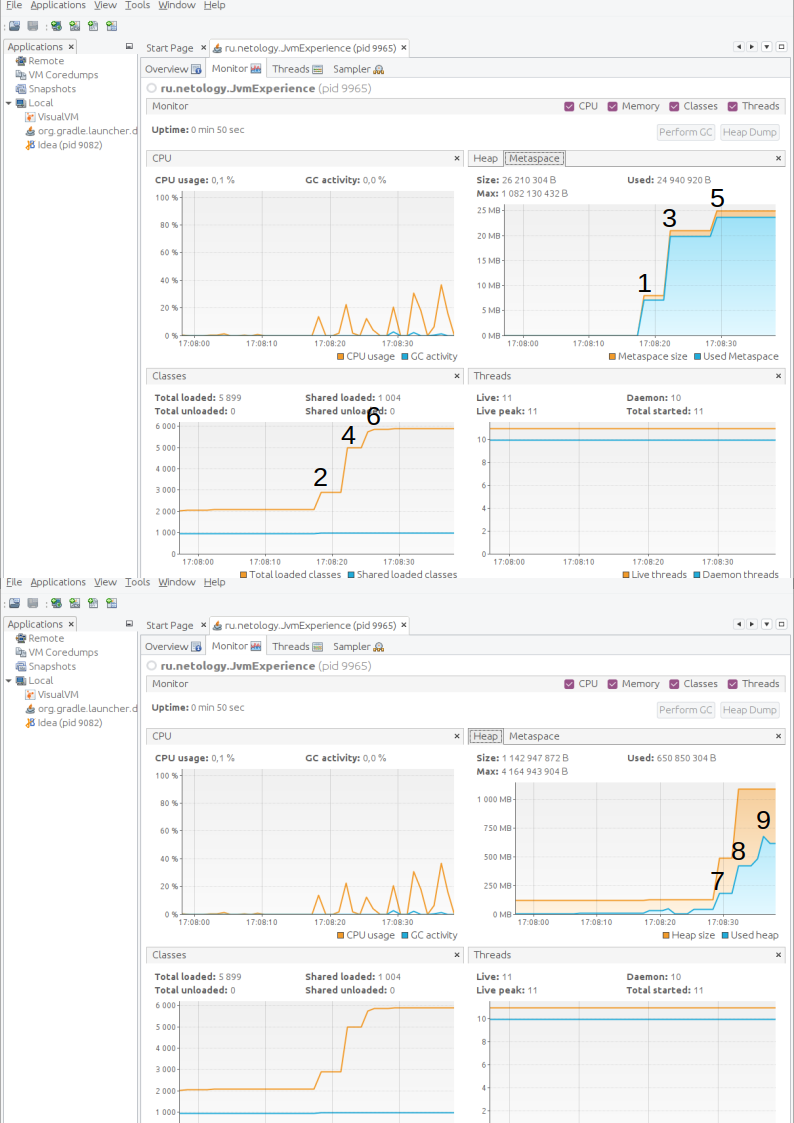 File Applications View Tools Window Help
Applications ×
Start Page × ru.netology.JvmExperience (pid 9965) ×
Remote
VM Coredumps
Snapshots
Local
VisualVM
org.gradle.launcher.d
Idea (pid 9082)
Overview Monitor Threads Sampler
ru.netology.JvmExperience (pid 9965)
Monitor CPU Memory Classes Threads
Uptime: 0 min 50 sec Perform GC Heap Dump
CPU ×
CPU usage: 0,1 % GC activity: 0,0 %
100 %
80 %
60 %
40 %
20 %
0 %
17:08:00 17:08:10 17:08:20 17:08:30
CPU usage GC activity
Heap Metaspace ×
Size: 26 210 304 B Used: 24 940 920 B
Max: 1 082 130 432 B
25 MB
20 MB
15 MB
10 MB
5 MB
0 MB
1 3 5
17:08:00 17:08:10 17:08:20 17:08:30
Metaspace size Used Metaspace
Classes ×
Total loaded: 5 899 Shared loaded: 1 004
Total unloaded: 0 Shared unloaded: 0
6 000
5 000
4 000
3 000
2 000
1 000
0
2 4 6
17:08:00 17:08:10 17:08:20 17:08:30
Total loaded classes Shared loaded classes
Threads ×
Live: 11 Daemon: 10
Live peak: 11 Total started: 11
10
8
6
4
2
0
17:08:00 17:08:10 17:08:20 17:08:30
Live threads Daemon threads
File Applications View Tools Window Help
Applications ×
Start Page × ru.netology.JvmExperience (pid 9965) ×
Remote
VM Coredumps
Snapshots
Local
VisualVM
org.gradle.launcher.d
Idea (pid 9082)
Overview Monitor Threads Sampler
ru.netology.JvmExperience (pid 9965)
Monitor CPU Memory Classes Threads
Uptime: 0 min 50 sec Perform GC Heap Dump
CPU ×
CPU usage: 0,1 % GC activity: 0,0 %
100 %
80 %
60 %
40 %
20 %
0 %
17:08:00 17:08:10 17:08:20 17:08:30
CPU usage GC activity
Heap Metaspace ×
Size: 1 142 947 872 B Used: 650 850 304 B
Max: 4 164 943 904 B
1 000 MB
750 MB
500 MB
250 MB
0 MB
7 8 9
17:08:00 17:08:10 17:08:20 17:08:30
Heap size Used heap
Classes ×
Total loaded: 5 899 Shared loaded: 1 004
Total unloaded: 0 Shared unloaded: 0
6 000
5 000
4 000
3 000
2 000
1 000
Threads ×
Live: 11 Daemon: 10
Live peak: 11 Total started: 11
10
8
6
4
2